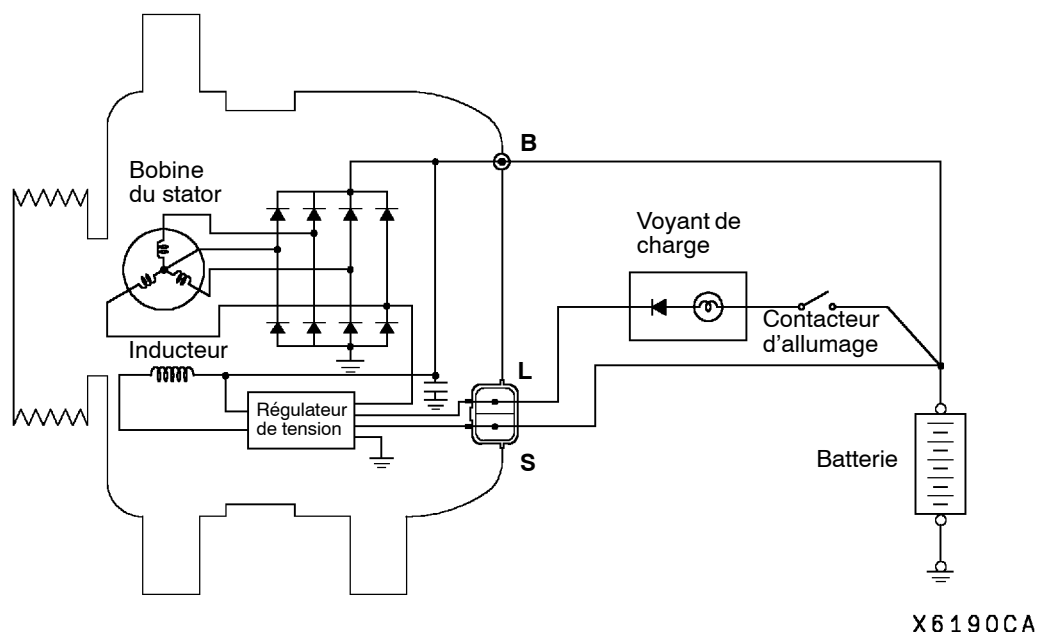 B
Bobine
du stator
Voyant de
charge
Contacteur
d'allumage
Inducteur
L
Régulateur
de tension
Batterie
S
X6190CA